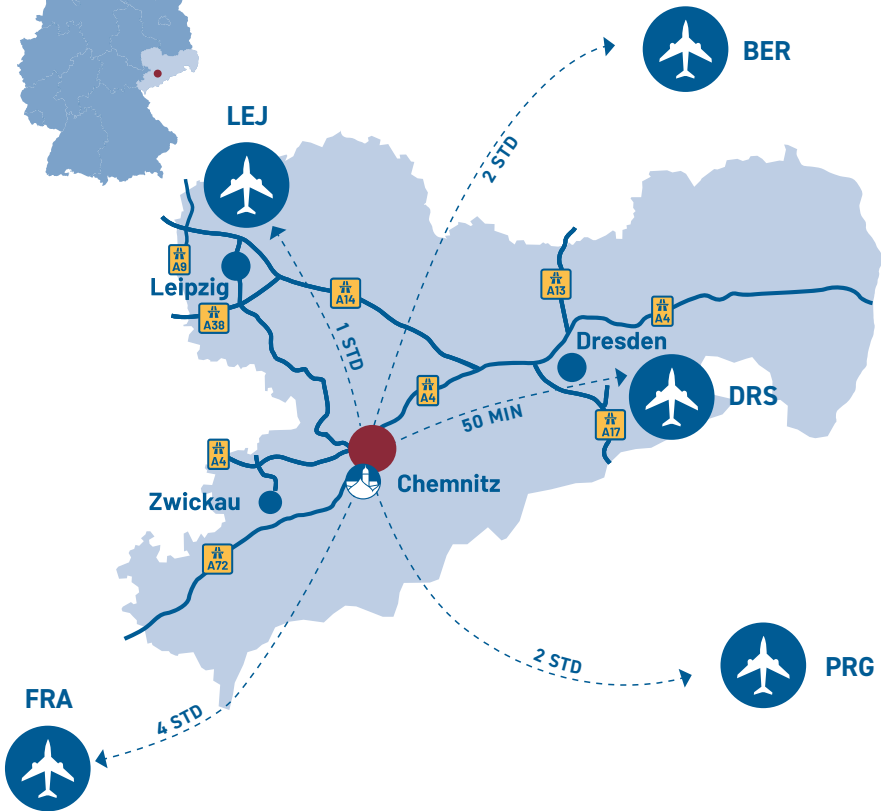 BER
LEJ
2 STD
A9
Leipzig
A14
A13
A38
A4
1 STD
Dresden
A4
DRS
50 MIN
A17
A4
Chemnitz
Zwickau
A72
2 STD
PRG
FRA
4 STD